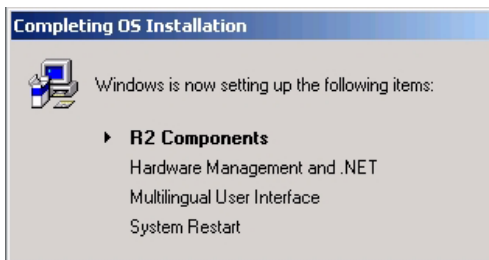 Completing OS Installation
Windows is now setting up the following items:
R2 Components
Hardware Management and .NET
Multilingual User Interface
System Restart